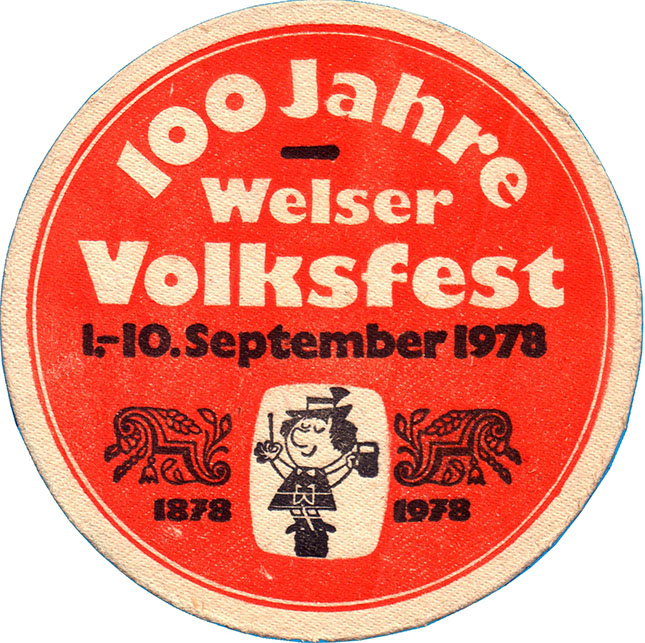 100 Jahre
Welser
Volksfest
1.-10. September 1978
1878 1978